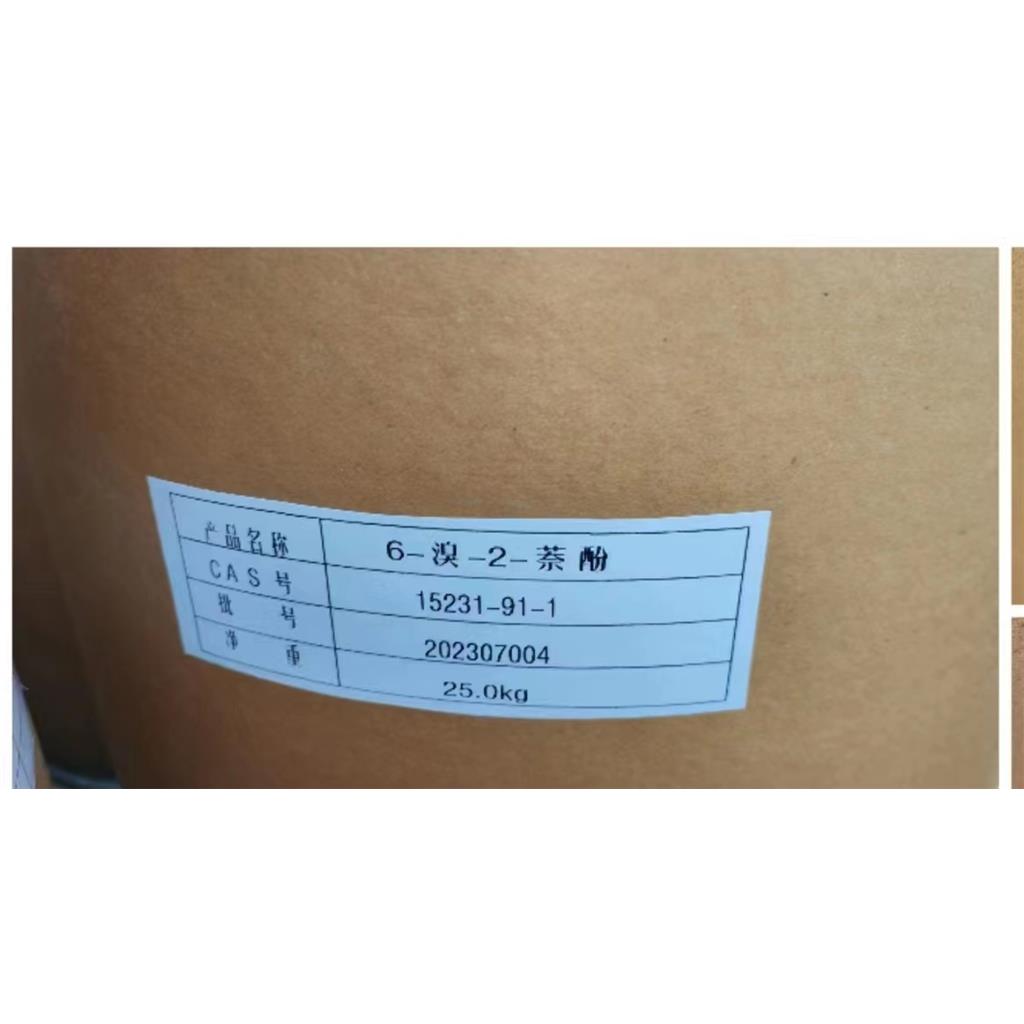 产品名称 6-溴-2-萘酚
CAS号 15231-91-1
批号 202307004
净重 25.0kg